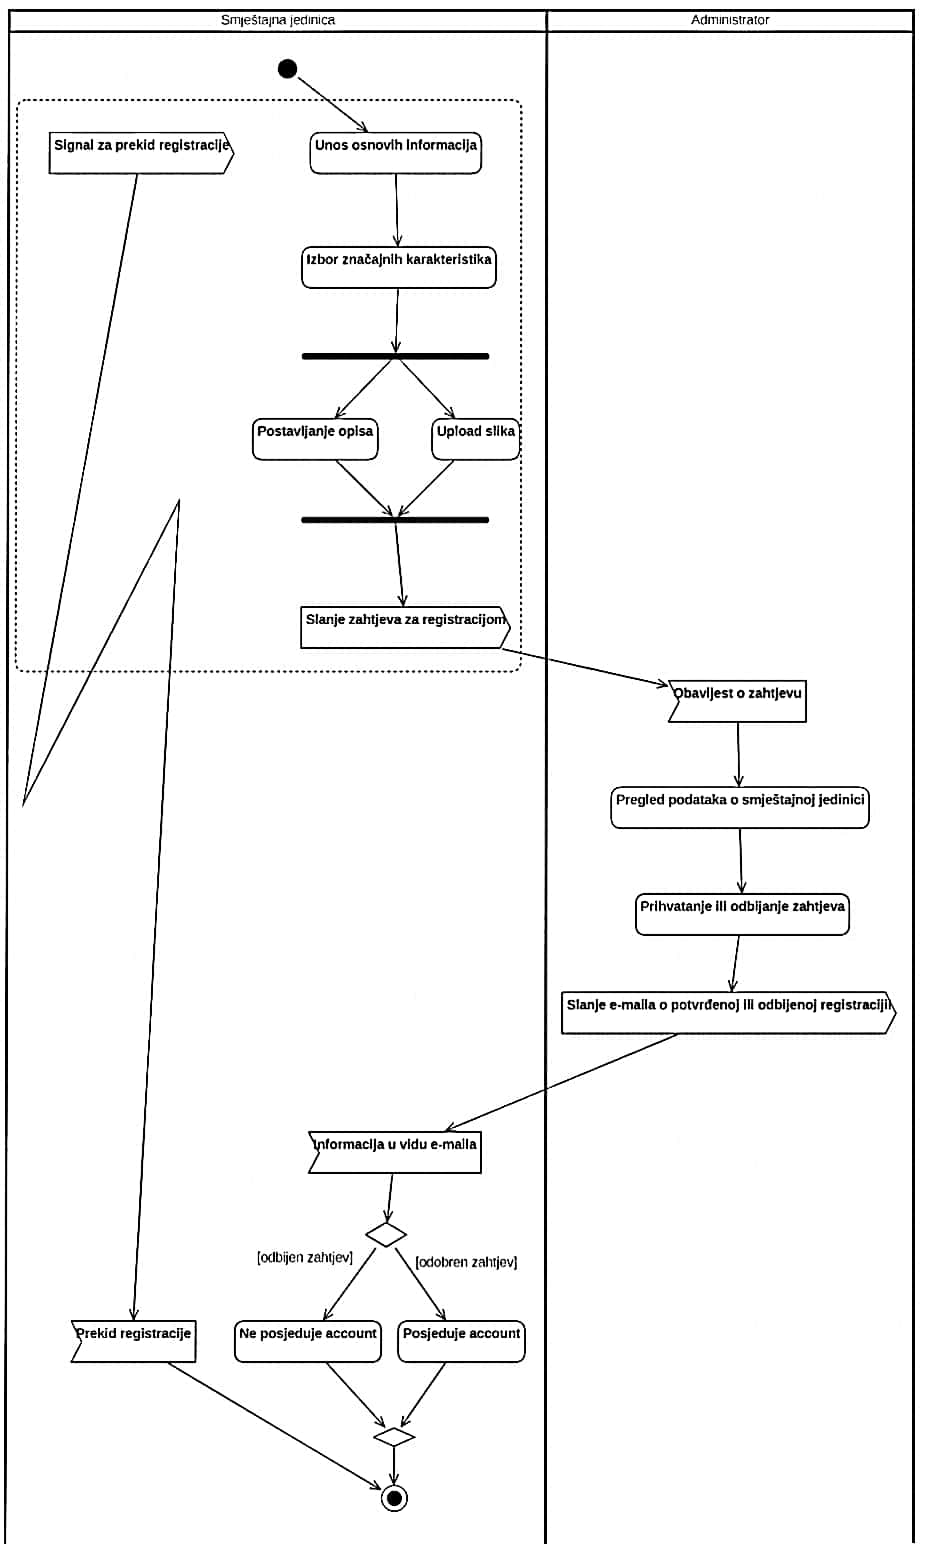 Smještajna jedinica
Administrator
Signal za prekid registracije
Unos osnovih informacija
Izbor značajnih karakteristika
Postavljanje opisa
Upload slika
Slanje zahtjeva za registracijom
Obavijest o zahtjevu
Pregled podataka o smještajnoj jedinici
Prihvatanje ili odbijanje zahtjeva
Slanje e-maila o potvrđenoj ili odbijenoj registraciji
Informacija u vidu e-maila
[odbijen zahtjev]
[odobren zahtjev]
Prekid registracije
Ne posjeduje account
Posjeduje account